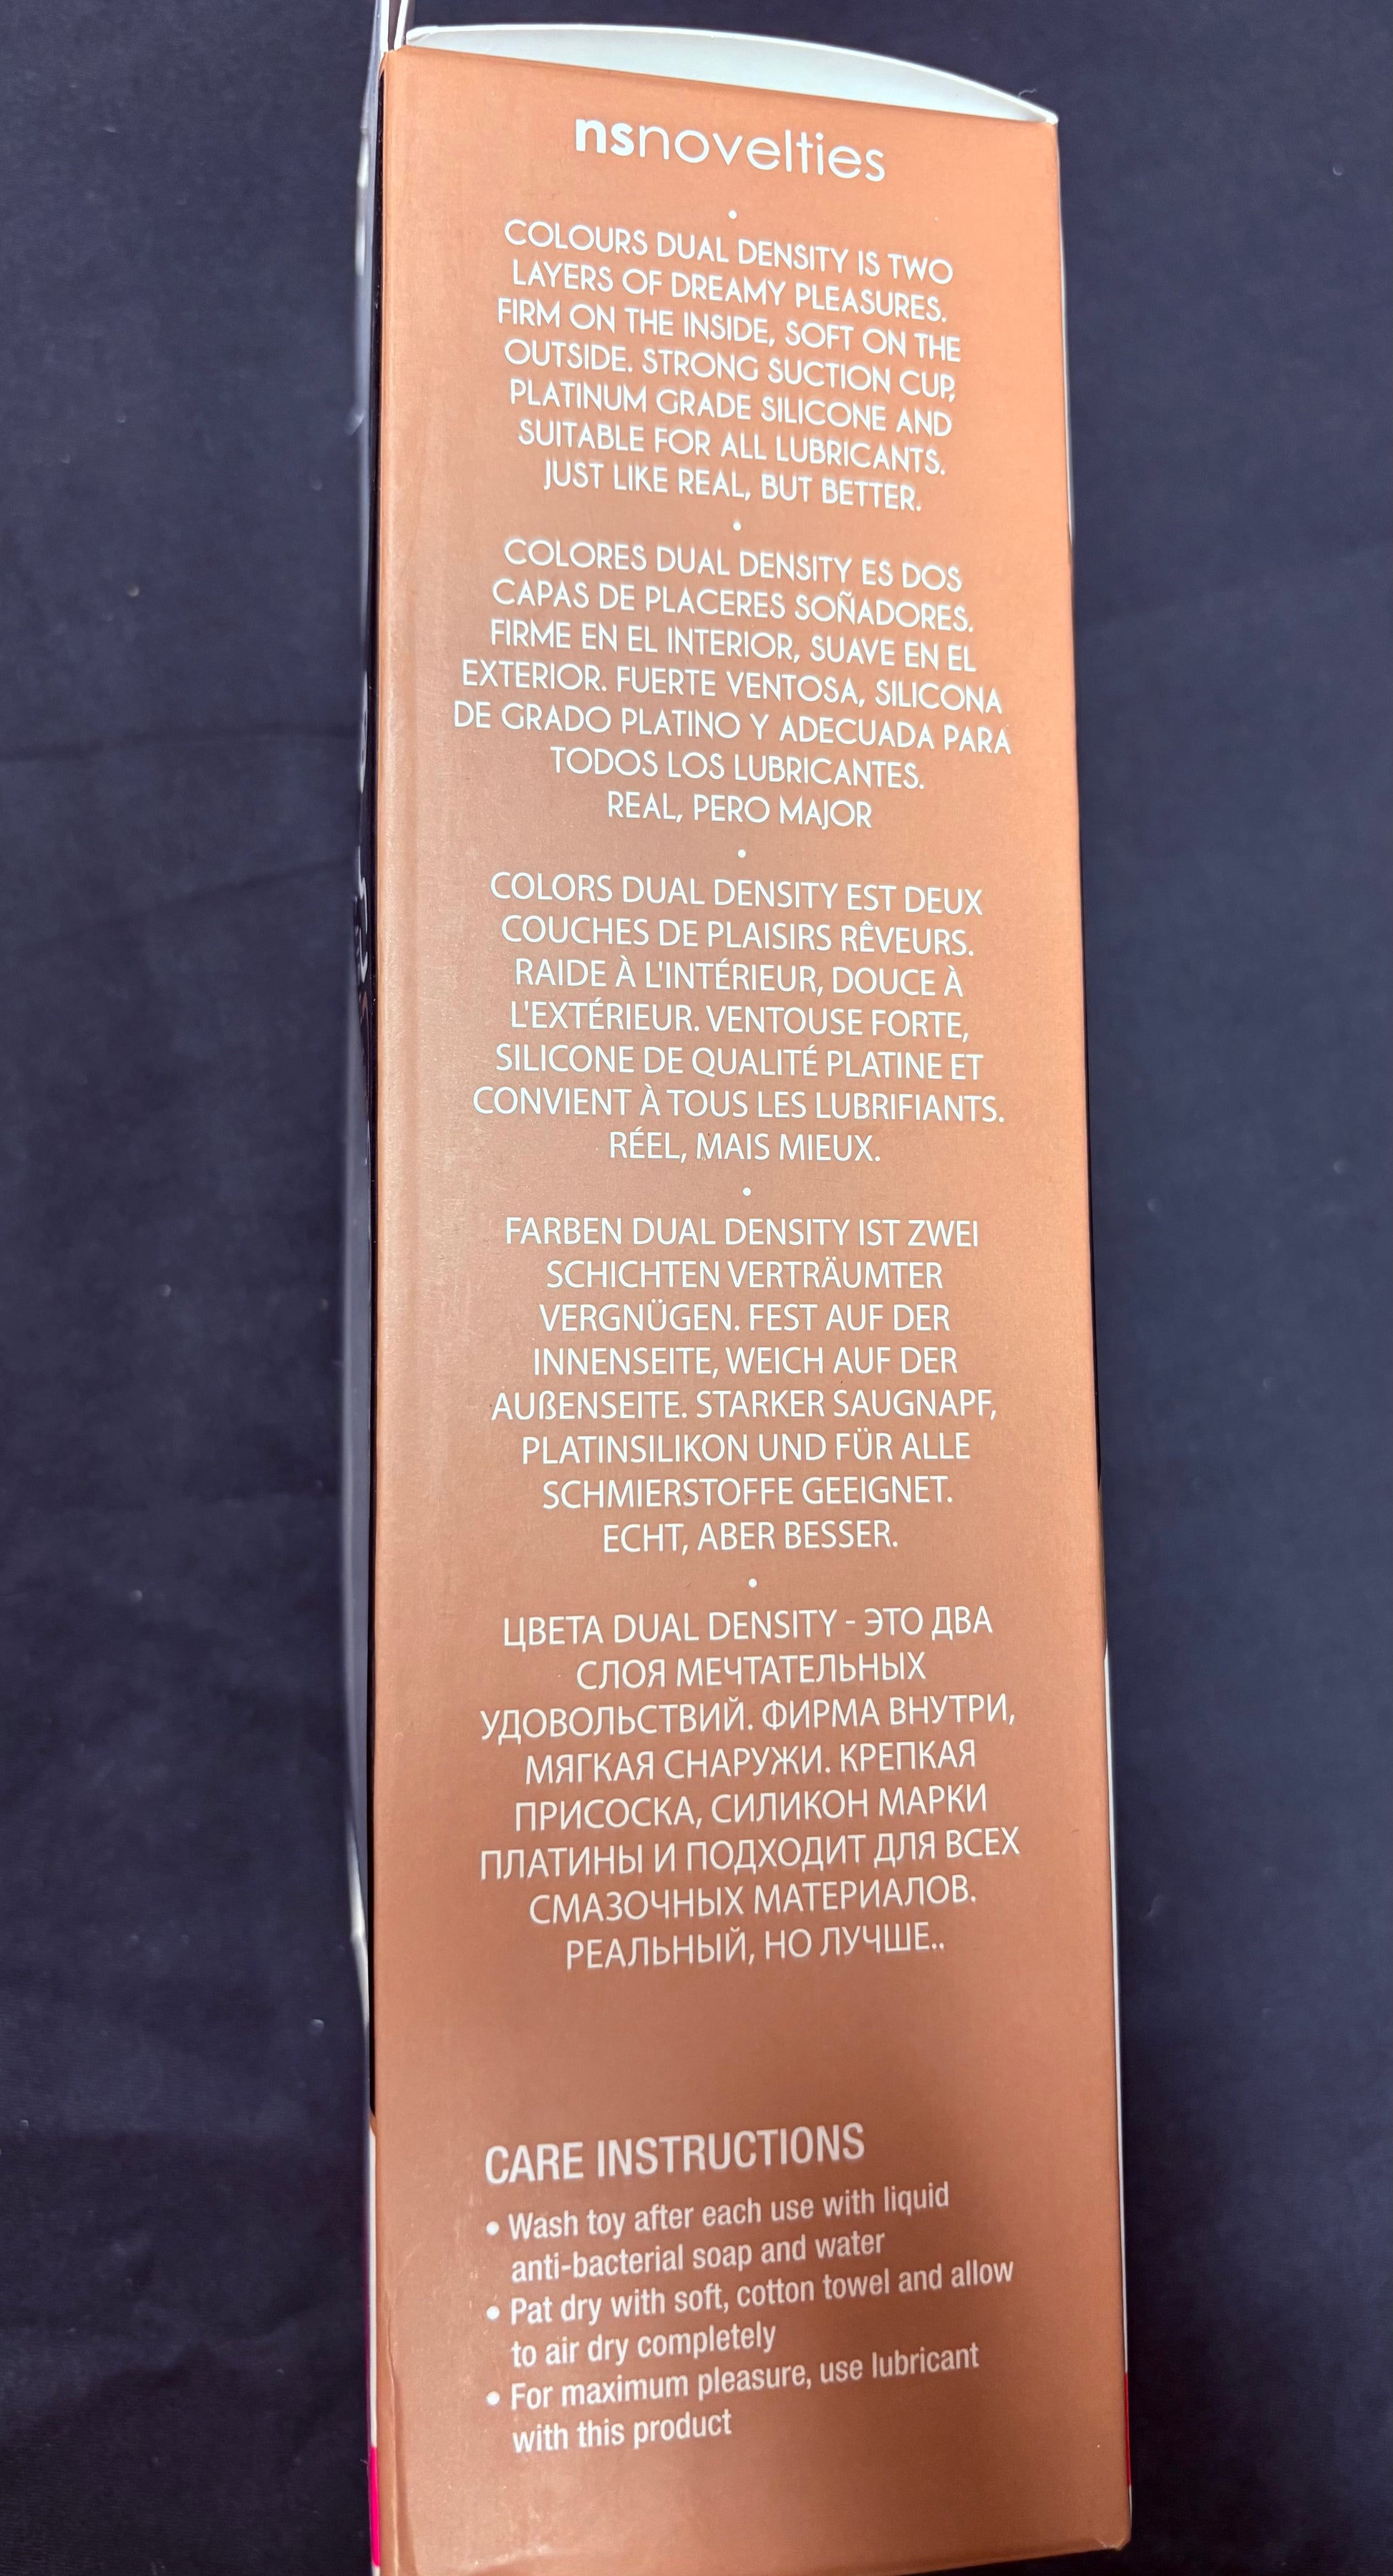 nsnovelties
•
COLOURS DUAL DENSITY IS TWO
LAYERS OF DREAMY PLEASURES.
FIRM ON THE INSIDE, SOFT ON THE
OUTSIDE. STRONG SUCTION CUP,
PLATINUM GRADE SILICONE AND
SUITABLE FOR ALL LUBRICANTS.
JUST LIKE REAL, BUT BETTER.
•
COLORES DUAL DENSITY ES DOS
CAPAS DE PLACERES SOÑADORES.
FIRME EN EL INTERIOR, SUAVE EN EL
EXTERIOR. FUERTE VENTOSA, SILICONA
DE GRADO PLATINO Y ADECUADA PARA
TODOS LOS LUBRICANTES.
REAL, PERO MAJOR
•
COLORS DUAL DENSITY EST DEUX
COUCHES DE PLAISIRS RÊVEURS.
RAIDE À L'INTÉRIEUR, DOUCE À
L'EXTÉRIEUR. VENTOUSE FORTE,
SILICONE DE QUALITÉ PLATINE ET
CONVIENT À TOUS LES LUBRIFIANTS.
RÉEL, MAIS MIEUX.
•
FARBEN DUAL DENSITY IST ZWEI
SCHICHTEN VERTRÄUMTER
VERGNÜGEN. FEST AUF DER
INNENSEITE, WEICH AUF DER
AUßENSEITE. STARKER SAUGNAPF,
PLATINSILIKON UND FÜR ALLE
SCHMIERSTOFFE GEEIGNET.
ECHT, ABER BESSER.
•
ЦВЕТА DUAL DENSITY - ЭТО ДВА
СЛОЯ МЕЧТАТЕЛЬНЫХ
УДОВОЛЬСТВИЙ. ФИРМА ВНУТРИ,
МЯГКАЯ СНАРУЖИ. КРЕПКАЯ
ПРИСОСКА, СИЛИКОН МАРКИ
ПЛАТИНЫ И ПОДХОДИТ ДЛЯ ВСЕХ
СМАЗОЧНЫХ МАТЕРИАЛОВ.
РЕАЛЬНЫЙ, НО ЛУЧШЕ..
CARE INSTRUCTIONS
• Wash toy after each use with liquid
anti-bacterial soap and water
• Pat dry with soft, cotton towel and allow
to air dry completely
• For maximum pleasure, use lubricant
with this product